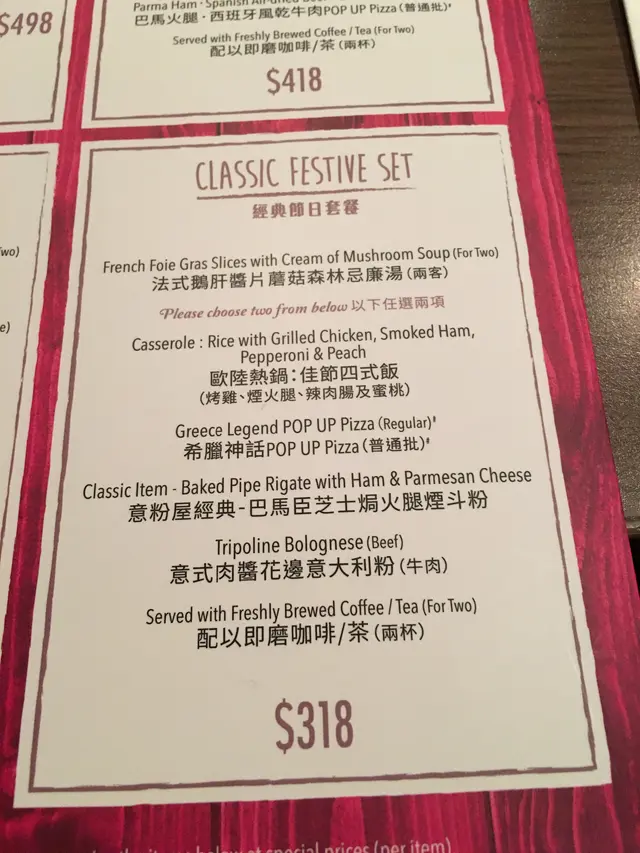 $498
Parma Ham · Spanish Air-dried
巴馬火腿 · 西班牙風乾牛肉POP UP Pizza (普通批)#
Served with Freshly Brewed Coffee / Tea (For Two)
配以即磨咖啡/茶 (兩杯)
$418
wo)
e)
CLASSIC FESTIVE SET
經典節日套餐
French Foie Gras Slices with Cream of Mushroom Soup (For Two)
法式鵝肝醬片蘑菇森林忌廉湯 (兩客)
Please choose two from below 以下任選兩項
Casserole : Rice with Grilled Chicken, Smoked Ham,
Pepperoni & Peach
歐陸熱鍋：佳節四式飯
(烤雞、煙火腿、辣肉腸及蜜桃)
Greece Legend POP UP Pizza (Regular)#
希臘神話POP UP Pizza (普通批)#
Classic Item - Baked Pipe Rigate with Ham & Parmesan Cheese
意粉屋經典-巴馬臣芝士焗火腿煙斗粉
Tripoline Bolognese (Beef)
意式肉醬花邊意大利粉 (牛肉)
Served with Freshly Brewed Coffee / Tea (For Two)
配以即磨咖啡/茶 (兩杯)
$318
the items below at special prices (per item)